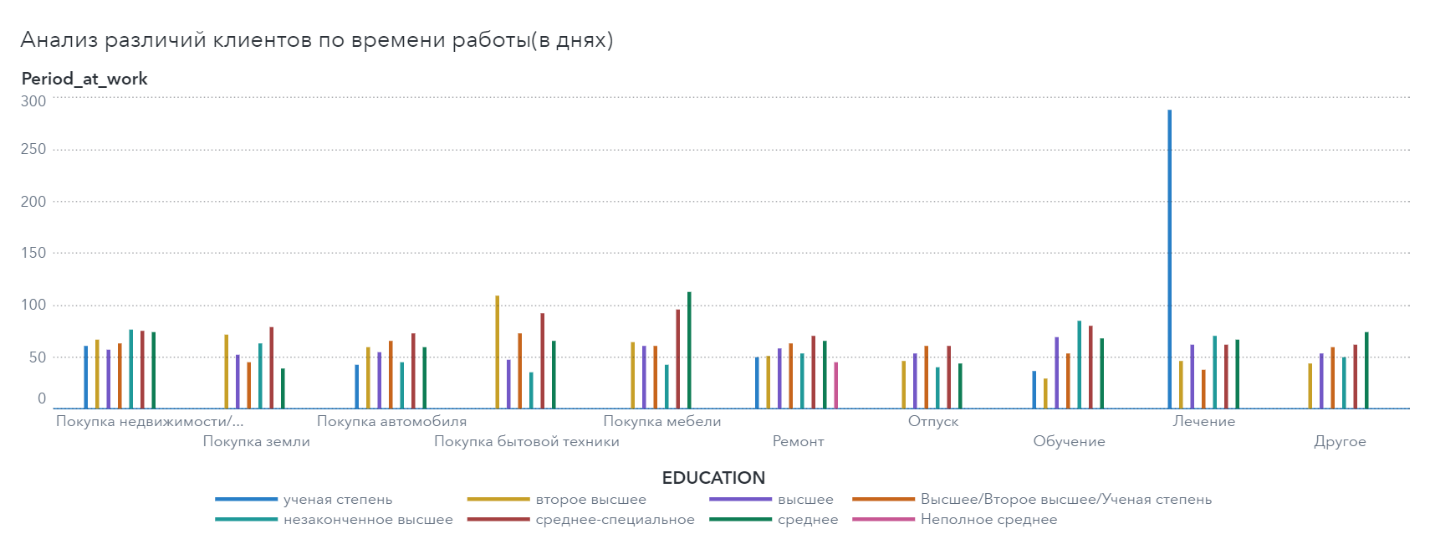 Анализ различий клиентов по времени работы(в днях)
Period_at_work
300
250
200
150
100
50
0
Покупка недвижимости/... Покупка автомобиля Покупка мебели Отпуск Лечение
Покупка земли Покупка бытовой техники Ремонт Обучение Другое
EDUCATION
ученая степень второе высшее высшее Высшее/Второе высшее/Ученая степень
незаконченное высшее среднее-специальное среднее Неполное среднее